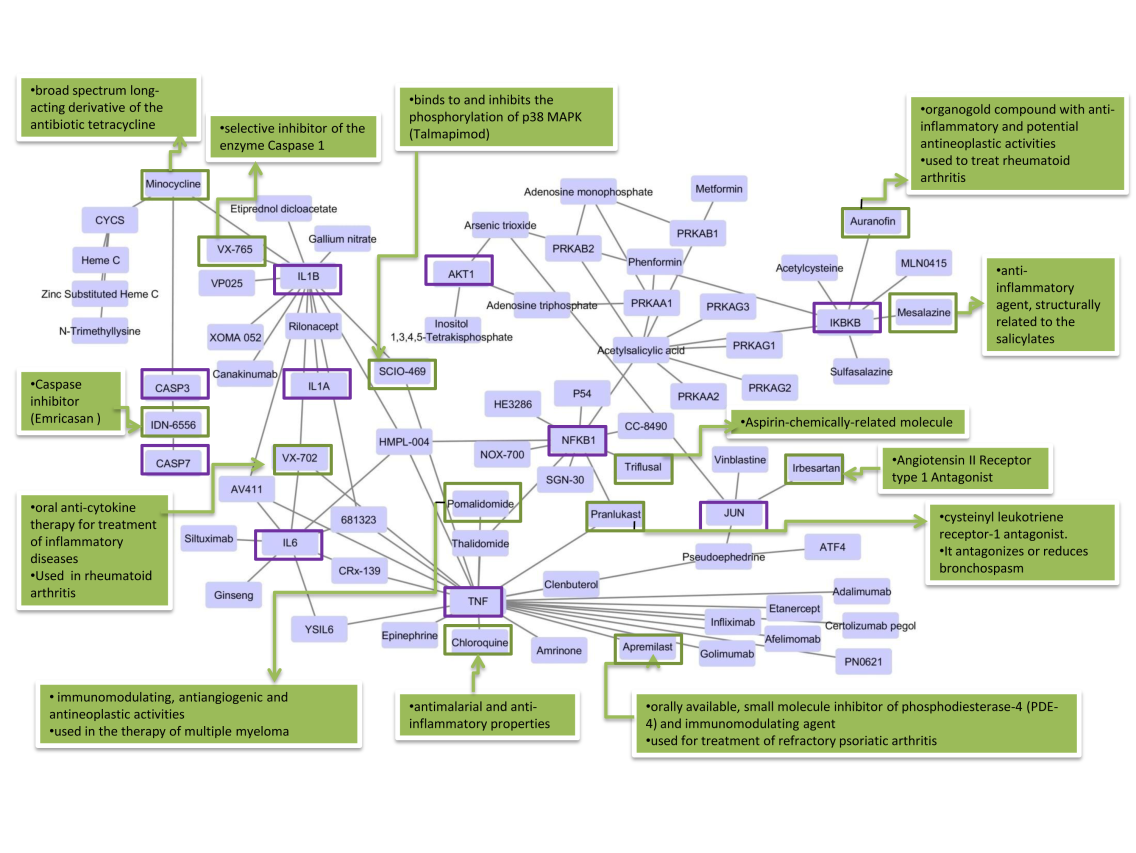 •broad spectrum long-
acting derivative of the
antibiotic tetracycline
•selective inhibitor of the
enzyme Caspase 1
•binds to and inhibits the
phosphorylation of p38 MAPK
(Talmapimod)
•organogold compound with anti-
inflammatory and potential
antineoplastic activities
•used to treat rheumatoid
arthritis
Minocycline
CYCS
Heme C
Zinc Substituted Heme C
N-Trimethyllysine
Etiprednol dicloacetate
Gallium nitrate
VX-765
VP025
IL1B
XOMA 052
Rilonacept
Canakinumab
IL1A
SCIO-469
Adenosine monophosphate
Metformin
Arsenic trioxide
PRKAB2
PRKAB1
Phenformin
AKT1
Adenosine triphosphate
PRKAA1
PRKAG3
Inositol
1,3,4,5-Tetrakisphosphate
Acetylsalicylic acid
PRKAG1
PRKAG2
PRKAA2
Auranofin
Acetylcysteine
MLN0415
IKBKB
Mesalazine
Sulfasalazine
•anti-
inflammatory
agent, structurally
related to the
salicylates
•Caspase
inhibitor
(Emricasan )
CASP3
IDN-6556
CASP7
HE3286
P54
CC-8490
HMPL-004
NFKB1
NOX-700
Triflusal
SGN-30
•Aspirin-chemically-related molecule
Vinblastine
Irbesartan
•Angiotensin II Receptor
type 1 Antagonist
VX-702
AV411
681323
Pomalidomide
Pranlukast
JUN
•oral anti-cytokine
therapy for treatment
of inflammatory
diseases
•Used  in rheumatoid
arthritis
•cysteinyl leukotriene
receptor-1 antagonist.
•It antagonizes or reduces
bronchospasm
Siltuximab
IL6
Thalidomide
Pseudoephedrine
ATF4
CRx-139
Ginseng
TNF
Clenbuterol
Adalimumab
Etanercept
Infliximab
Certolizumab pegol
YSIL6
Epinephrine
Chloroquine
Amrinone
Apremilast
Golimumab
Afelimomab
PN0621
• immunomodulating, antiangiogenic and
antineoplastic activities
•used in the therapy of multiple myeloma
•antimalarial and anti-
inflammatory properties
•orally available, small molecule inhibitor of phosphodiesterase-4 (PDE-
4) and immunomodulating agent
•used for treatment of refractory psoriatic arthritis